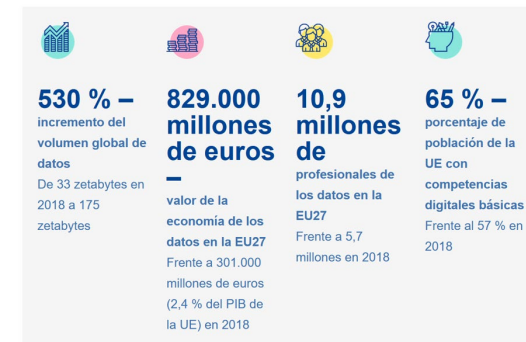 530 % –
incremento del
volumen global de
datos
De 33 zetabytes en
2018 a 175
zetabytes
829.000
millones
de euros
–
valor de la
economía de los
datos en la EU27
Frente a 301.000
millones de euros
(2,4 % del PIB de
la UE) en 2018
10,9
millones
de
profesionales de
los datos en la
EU27
Frente a 5,7
millones en 2018
65 % –
porcentaje de
población de la
UE con
competencias
digitales básicas
Frente al 57 % en
2018